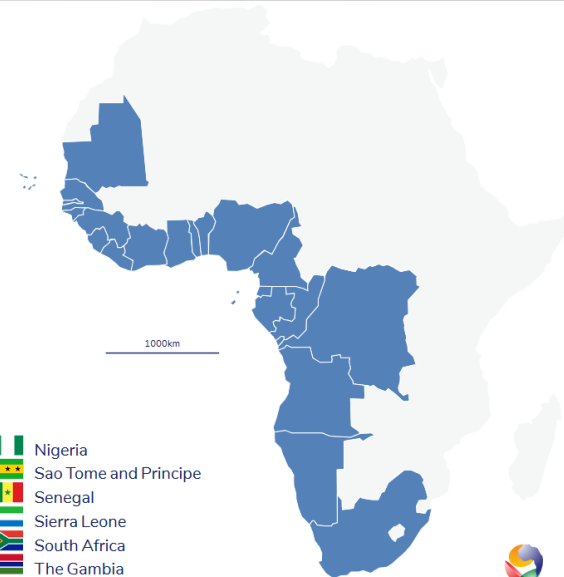 1000km
Nigeria
Sao Tome and Principe
Senegal
Sierra Leone
South Africa
The Gambia